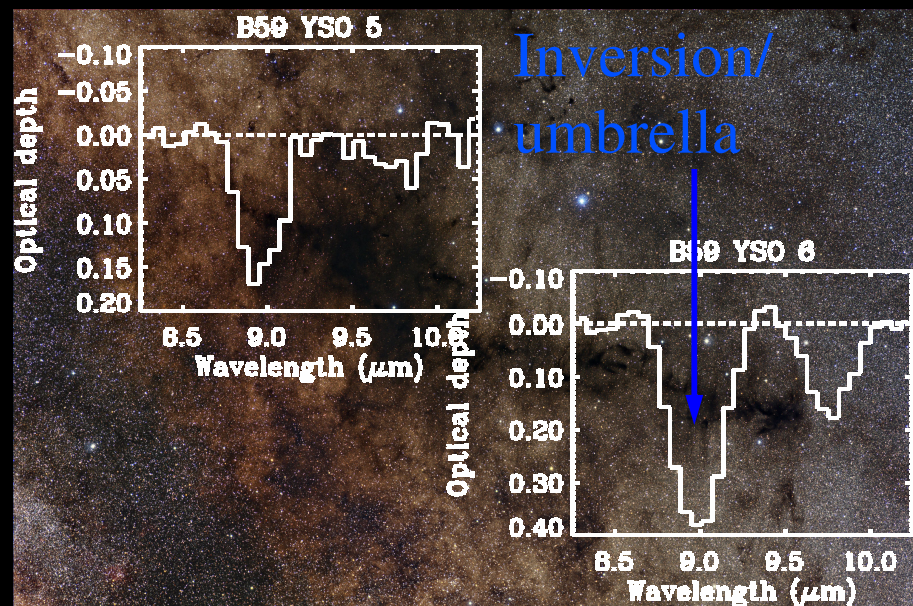 B59 YSO 5
Inversion/
umbrella
Optical depth
−0.10
−0.05
0.00
0.05
0.10
0.15
0.20
8.5 9.0 9.5 10.0
Wavelength (μm)
B59 YSO 6
Optical depth
−0.10
0.00
0.10
0.20
0.30
0.40
8.5 9.0 9.5 10.0
Wavelength (μm)